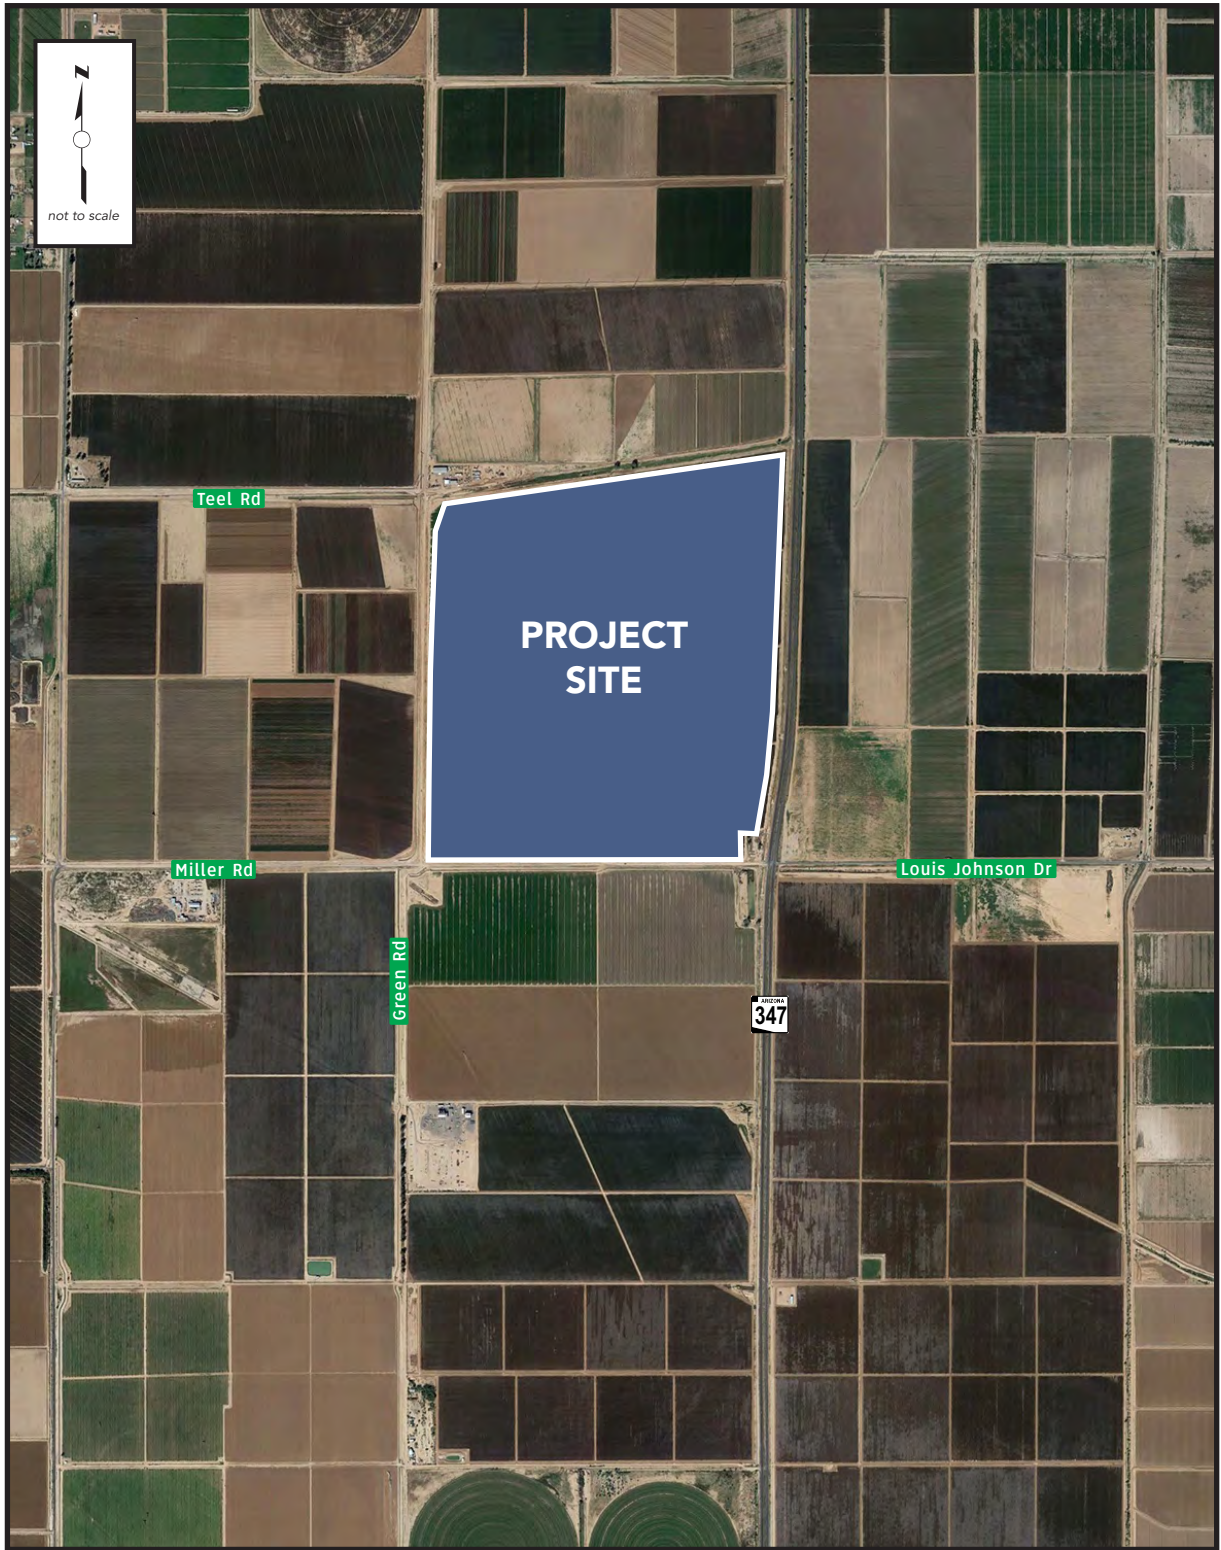 N
not to scale
Teel Rd
PROJECT
SITE
Miller Rd
Louis Johnson Dr
Green Rd
ARIZONA
347